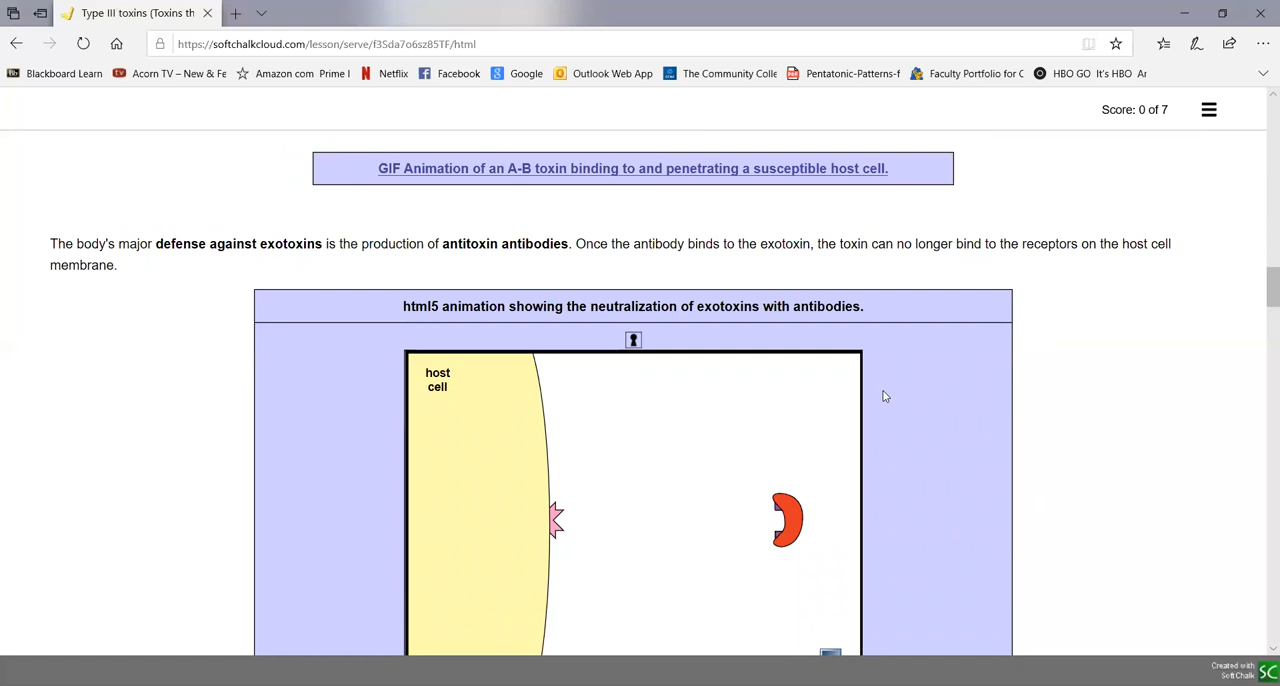 Type III toxins (Toxins th
https://softchalkcloud.com/lesson/serve/f3Sda7o6sz85TF/html
Blackboard Learn
Acorn TV – New & Fe
Amazon com Prime I
Netflix
Facebook
Google
Outlook Web App
The Community Colle
Pentatonic-Patterns-f
Faculty Portfolio for C
HBO GO It's HBO Ar
Score: 0 of 7
GIF Animation of an A-B toxin binding to and penetrating a susceptible host cell.
The body's major defense against exotoxins is the production of antitoxin antibodies. Once the antibody binds to the exotoxin, the toxin can no longer bind to the receptors on the host cell
membrane.
html5 animation showing the neutralization of exotoxins with antibodies.
host
cell
Created with
SoftChalk
SC